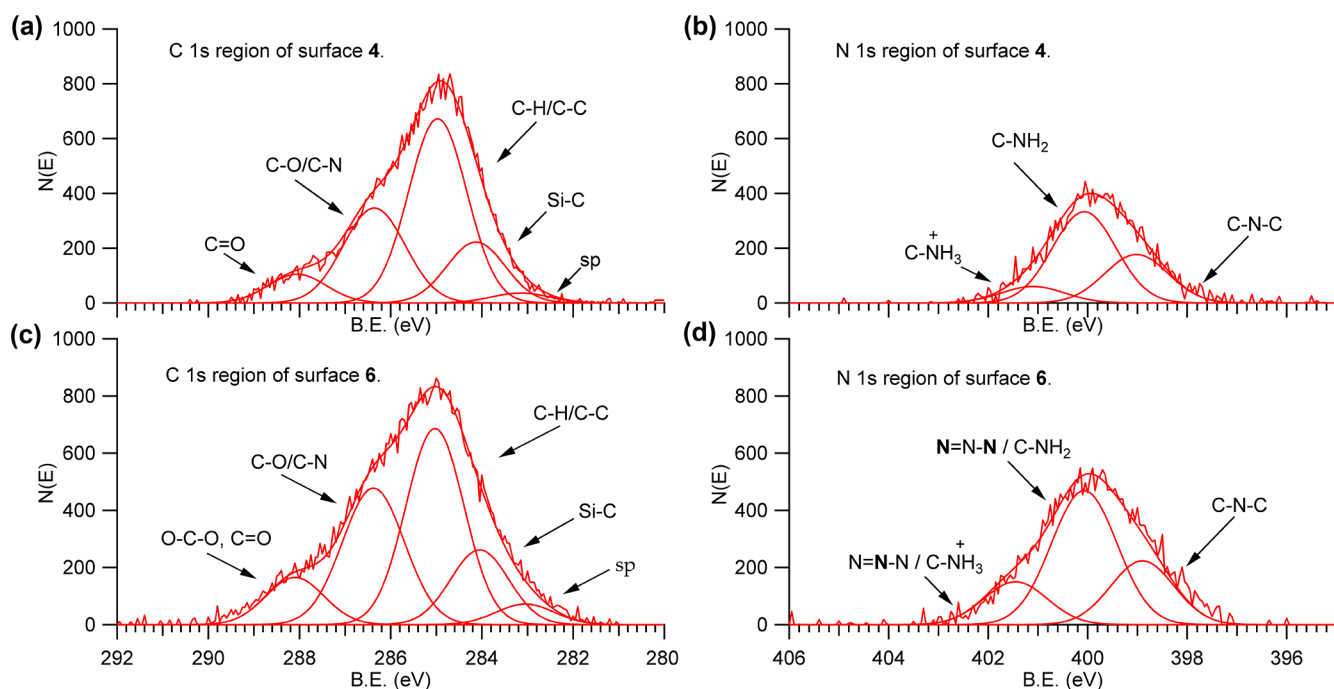 (a)
C 1s region of surface 4.
N(E)
1000
800
600
400
200
0
C=O
C-O/C-N
C-H/C-C
Si-C
sp
B.E. (eV)
(b)
N 1s region of surface 4.
N(E)
1000
800
600
400
200
0
C-NH₃⁺
C-NH₂
C-N-C
B.E. (eV)
(c)
C 1s region of surface 6.
N(E)
1000
800
600
400
200
0
O-C-O, C=O
C-O/C-N
C-H/C-C
Si-C
sp
292 290 288 286 284 282 280
B.E. (eV)
(d)
N 1s region of surface 6.
N(E)
1000
800
600
400
200
0
N=N-N / C-NH₃⁺
N=N-N / C-NH₂
C-N-C
406 404 402 400 398 396
B.E. (eV)